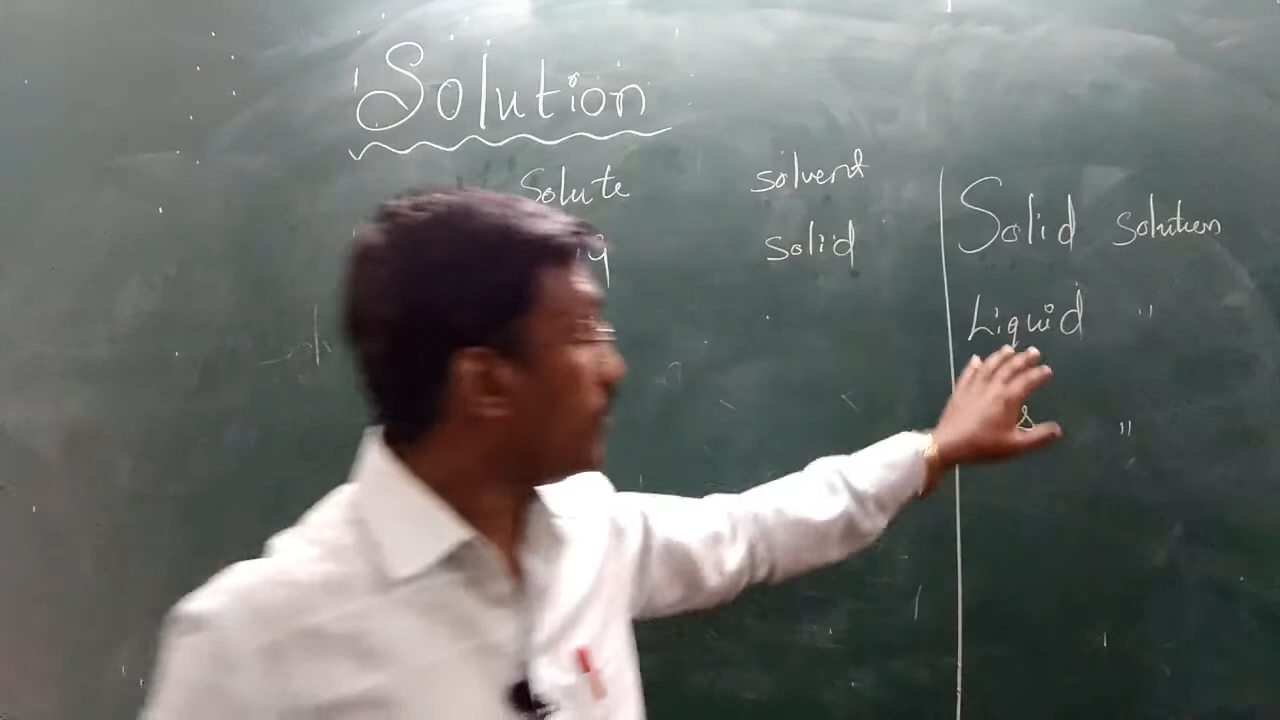 Solution
Solute solvent
solid
Solid solution
Liquid "
"